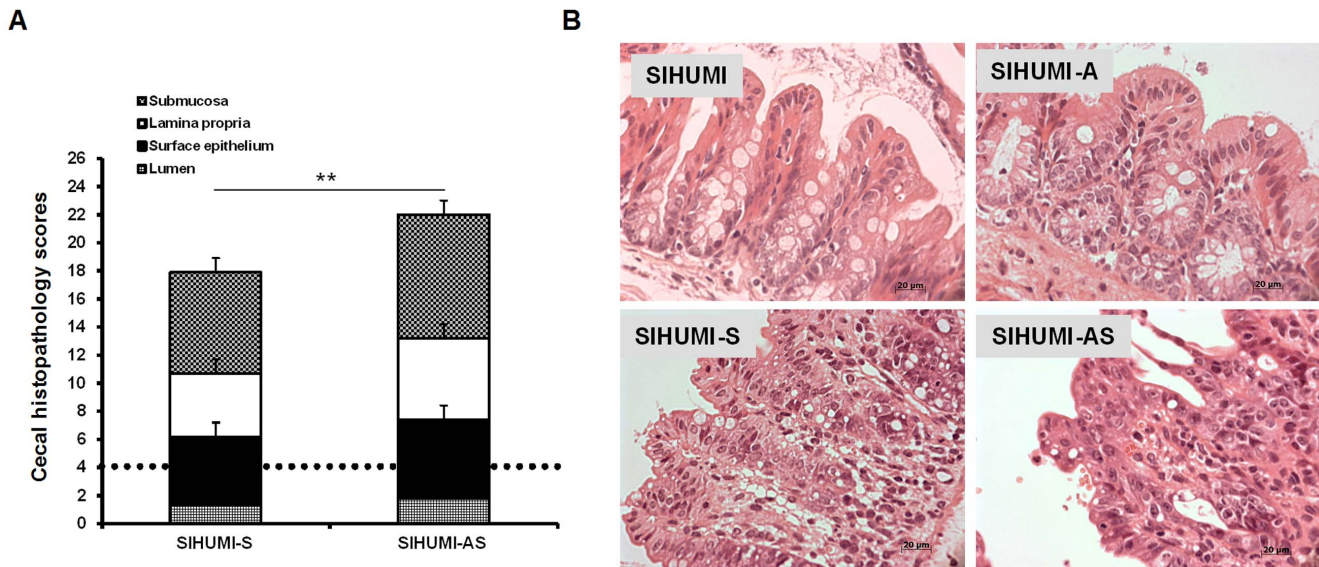 A
B
Submucosa
Lamina propria
Surface epithelium
Lumen
26
24
22
20
18
16
14
12
10
8
6
4
2
0
**
Cecal histopathology scores
SIHUMI-S
SIHUMI-AS
SIHUMI
20 µm
SIHUMI-A
20 µm
SIHUMI-S
20 µm
SIHUMI-AS
20 µm